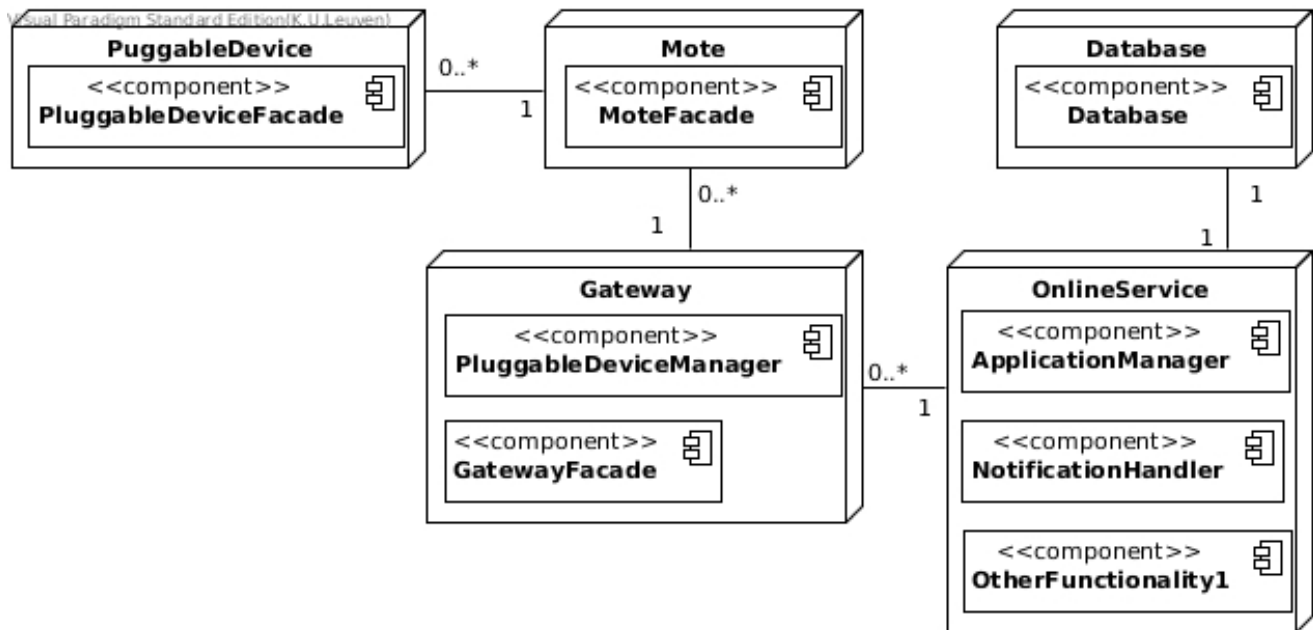 Visual Paradigm Standard Edition(K.U.Leuven)
PuggableDevice
<<component>>
PluggableDeviceFacade
0..*
1
Mote
<<component>>
MoteFacade
Database
<<component>>
Database
0..*
1
1
1
Gateway
<<component>>
PluggableDeviceManager
<<component>>
GatewayFacade
0..*
1
OnlineService
<<component>>
ApplicationManager
<<component>>
NotificationHandler
<<component>>
OtherFunctionality1